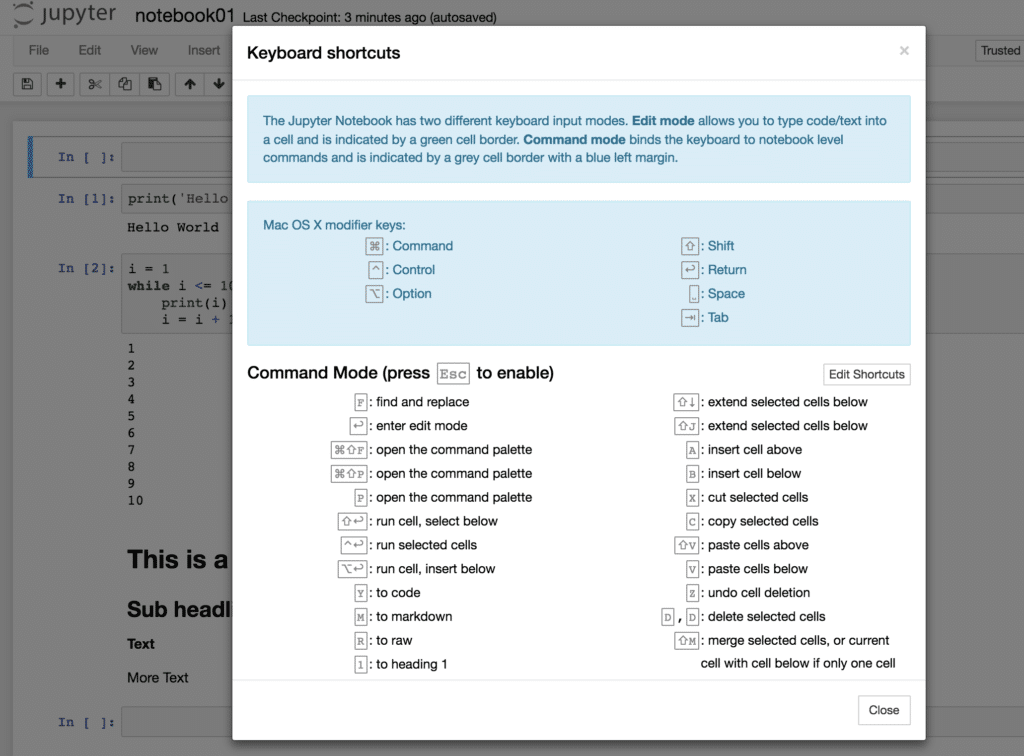 jupyter notebook01 Last Checkpoint: 3 minutes ago (autosaved)
File Edit View Insert
Trusted
In [ ]:
In [1]: print('Hello
Hello World
In [2]: i = 1
while i <= 10
print(i)
i = i +
1
2
3
4
5
6
7
8
9
10
This is a
Sub headl
Text
More Text
In [ ]:
Keyboard shortcuts
×
The Jupyter Notebook has two different keyboard input modes. Edit mode allows you to type code/text into
a cell and is indicated by a green cell border. Command mode binds the keyboard to notebook level
commands and is indicated by a grey cell border with a blue left margin.
Mac OS X modifier keys:
⌘: Command
^: Control
⌥: Option
⇧: Shift
↩: Return
␣: Space
⇥: Tab
Command Mode (press Esc to enable)
Edit Shortcuts
F: find and replace
↩: enter edit mode
⌘⇧F: open the command palette
⌘⇧P: open the command palette
P: open the command palette
⇧↩: run cell, select below
^↩: run selected cells
⌥↩: run cell, insert below
Y: to code
M: to markdown
R: to raw
1: to heading 1
⇧↓: extend selected cells below
⇧J: extend selected cells below
A: insert cell above
B: insert cell below
X: cut selected cells
C: copy selected cells
⇧V: paste cells above
V: paste cells below
Z: undo cell deletion
D, D: delete selected cells
⇧M: merge selected cells, or current
cell with cell below if only one cell
Close